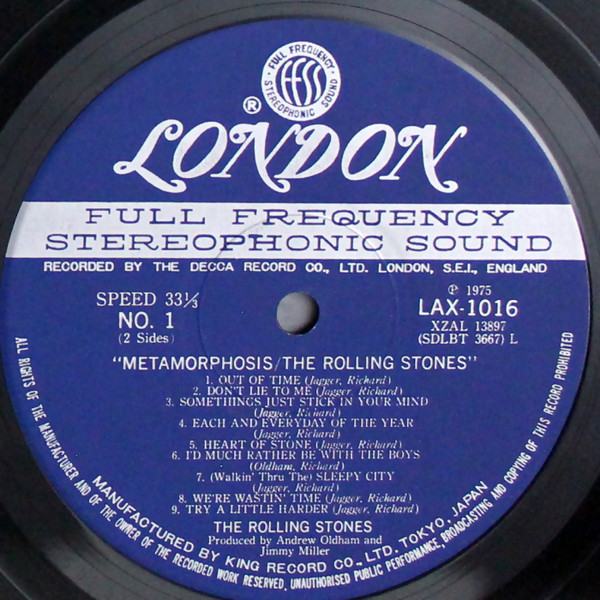 FULL FREQUENCY
ffss
STEREOPHONIC SOUND
®
LONDON
FULL FREQUENCY
STEREOPHONIC SOUND
RECORDED BY THE DECCA RECORD CO., LTD. LONDON, S.E.I., ENGLAND
SPEED 33⅓
NO. 1
(2 Sides)
℗ 1975
LAX-1016
XZAL 13897
(SDLBT 3667) L
"METAMORPHOSIS/THE ROLLING STONES"
1. OUT OF TIME (Jagger, Richard)
2. DON'T LIE TO ME (Jagger, Richard)
3. SOMETHINGS JUST STICK IN YOUR MIND
(Jagger, Richard)
4. EACH AND EVERYDAY OF THE YEAR
(Jagger, Richard)
5. HEART OF STONE (Jagger, Richard)
6. I'D MUCH RATHER BE WITH THE BOYS
(Oldham, Richard)
7. (Walkin' Thru The) SLEEPY CITY
(Jagger, Richard)
8. WE'RE WASTIN' TIME (Jagger, Richard)
9. TRY A LITTLE HARDER (Jagger, Richard)
THE ROLLING STONES
Produced by Andrew Oldham and
Jimmy Miller
MANUFACTURED BY KING RECORD CO., LTD. TOKYO, JAPAN
ALL RIGHTS OF THE MANUFACTURER AND OF THE OWNER OF THE RECORDED WORK RESERVED, UNAUTHORISED PUBLIC PERFORMANCE, BROADCASTING AND COPYING OF THIS RECORD PROHIBITED